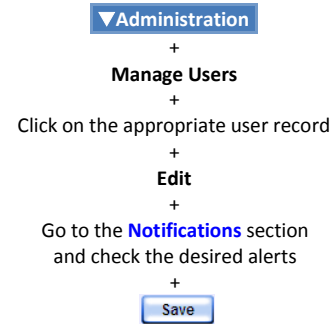 ▼Administration
+
Manage Users
+
Click on the appropriate user record
+
Edit
+
Go to the Notifications section
and check the desired alerts
+
Save